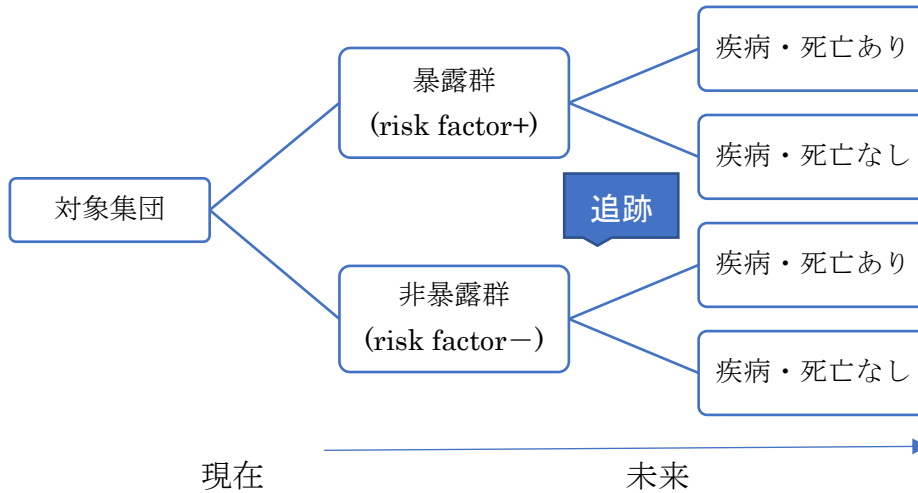 対象集団
暴露群
(risk factor+)
非暴露群
(risk factor－)
追跡
疾病・死亡あり
疾病・死亡なし
疾病・死亡あり
疾病・死亡なし
現在
未来